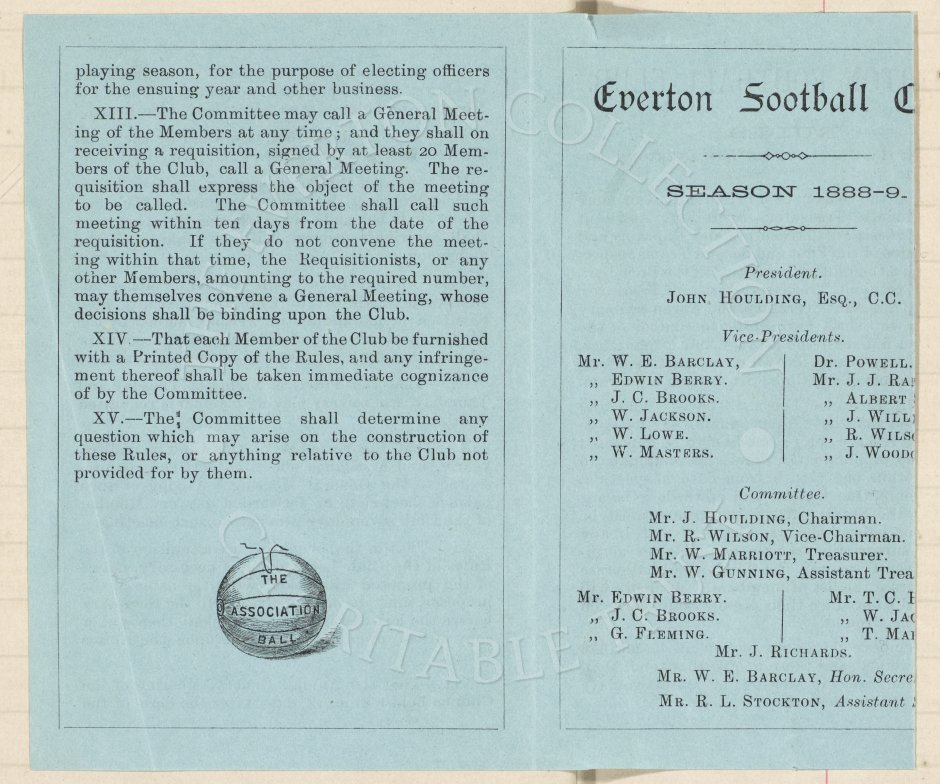 playing season, for the purpose of electing officers
for the ensuing year and other business.
XIII.—The Committee may call a General Meet-
ing of the Members at any time; and they shall on
receiving a requisition, signed by at least 20 Mem-
bers of the Club, call a General Meeting. The re-
quisition shall express the object of the meeting
to be called. The Committee shall call such
meeting within ten days from the date of the
requisition. If they do not convene the meet-
ing within that time, the Requisitionists, or any
other Members, amounting to the required number,
may themselves convene a General Meeting, whose
decisions shall be binding upon the Club.
XIV.—That each Member of the Club be furnished
with a Printed Copy of the Rules, and any infringe-
ment thereof shall be taken immediate cognizance
of by the Committee.
XV.—The Committee shall determine any
question which may arise on the construction of
these Rules, or anything relative to the Club not
provided for by them.
THE
ASSOCIATION
BALL
Everton Football C
SEASON 1888-9.
President.
JOHN HOULDING, ESQ., C.C.
Vice-Presidents.
Mr. W. E. BARCLAY,
„ EDWIN BERRY.
„ J. C. BROOKS.
„ W. JACKSON.
„ W. LOWE.
„ W. MASTERS.
Dr. POWELL.
Mr. J. J. RA
„ ALBERT
„ J. WILL
„ R. WILS
„ J. WOOD
Committee.
Mr. J. HOULDING, Chairman.
Mr. R. WILSON, Vice-Chairman.
Mr. W. MARRIOTT, Treasurer.
Mr. W. GUNNING, Assistant Trea
Mr. EDWIN BERRY.
„ J. C. BROOKS.
„ G. FLEMING.
Mr. T. C.
„ W. JA
„ T. MA
Mr. J. RICHARDS.
MR. W. E. BARCLAY, Hon. Secre
MR. R. L. STOCKTON, Assistant